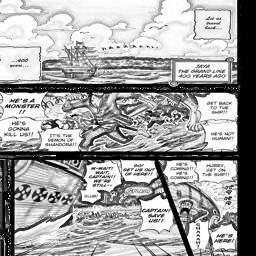 Let us
travel
back...
...400
years...
JAYA
THE GRAND LINE
400 YEARS AGO
HE'S A
MONSTER
!!
HE'S
GONNA
KILL US!!
IT'S THE
DEMON OF
SHANDORA!!
GET BACK
TO THE
SHIP!!
HE'S NOT
HUMAN!!
W-WAIT!
WAIT,
CAPTAIN!!
WE'RE
STILL--
GO!
GET US OUT
OF HERE!!
CAPTAIN!
SAVE
US!!
HE'S
COMING!!
HE'S
COMING!!
HURRY,
GET ON
THE SHIP!!
HE'S
HERE!